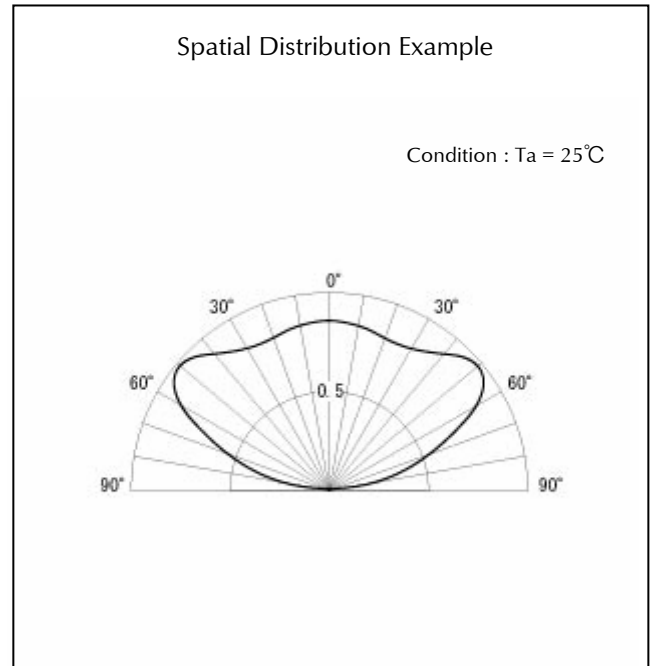 Spatial Distribution Example
Condition : Ta = 25℃
0°
30° 30°
60° 60°
0.5
90° 90°